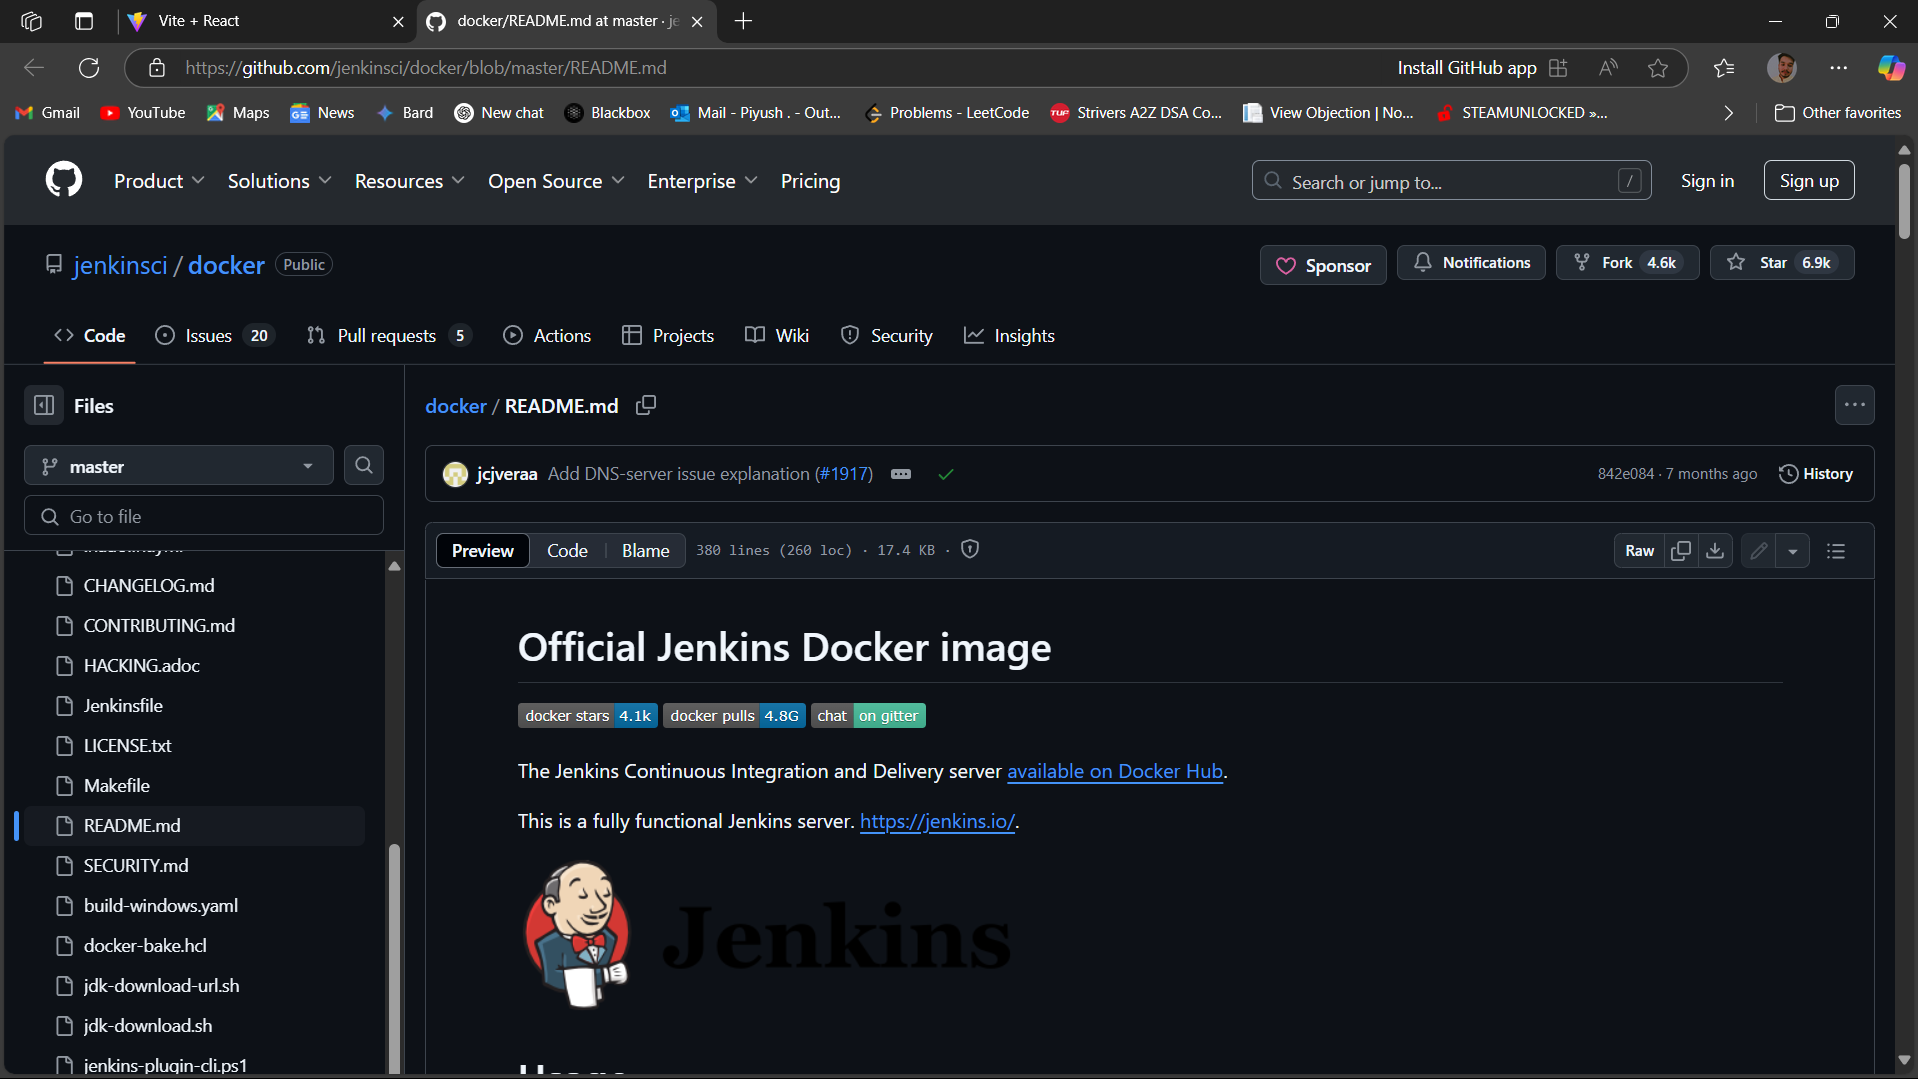 Vite + React
docker/README.md at master · je
https://github.com/jenkinsci/docker/blob/master/README.md
Install GitHub app
Gmail
YouTube
Maps
News
Bard
New chat
Blackbox
Mail - Piyush . - Out...
Problems - LeetCode
Strivers A2Z DSA Co...
View Objection | No...
STEAMUNLOCKED »...
Other favorites
Product
Solutions
Resources
Open Source
Enterprise
Pricing
Search or jump to...
/
Sign in
Sign up
jenkinsci / docker
Public
Sponsor
Notifications
Fork 4.6k
Star 6.9k
Code
Issues 20
Pull requests 5
Actions
Projects
Wiki
Security
Insights
Files
master
Go to file
CHANGELOG.md
CONTRIBUTING.md
HACKING.adoc
Jenkinsfile
LICENSE.txt
Makefile
README.md
SECURITY.md
build-windows.yaml
docker-bake.hcl
jdk-download-url.sh
jdk-download.sh
jenkins-plugin-cli.ps1
docker / README.md
jcjveraa Add DNS-server issue explanation (#1917)
842e084 · 7 months ago
History
Preview
Code
Blame
380 lines (260 loc) · 17.4 KB ·
Raw
Official Jenkins Docker image
docker stars 4.1k
docker pulls 4.8G
chat on gitter
The Jenkins Continuous Integration and Delivery server available on Docker Hub.
This is a fully functional Jenkins server. https://jenkins.io/.
Jenkins